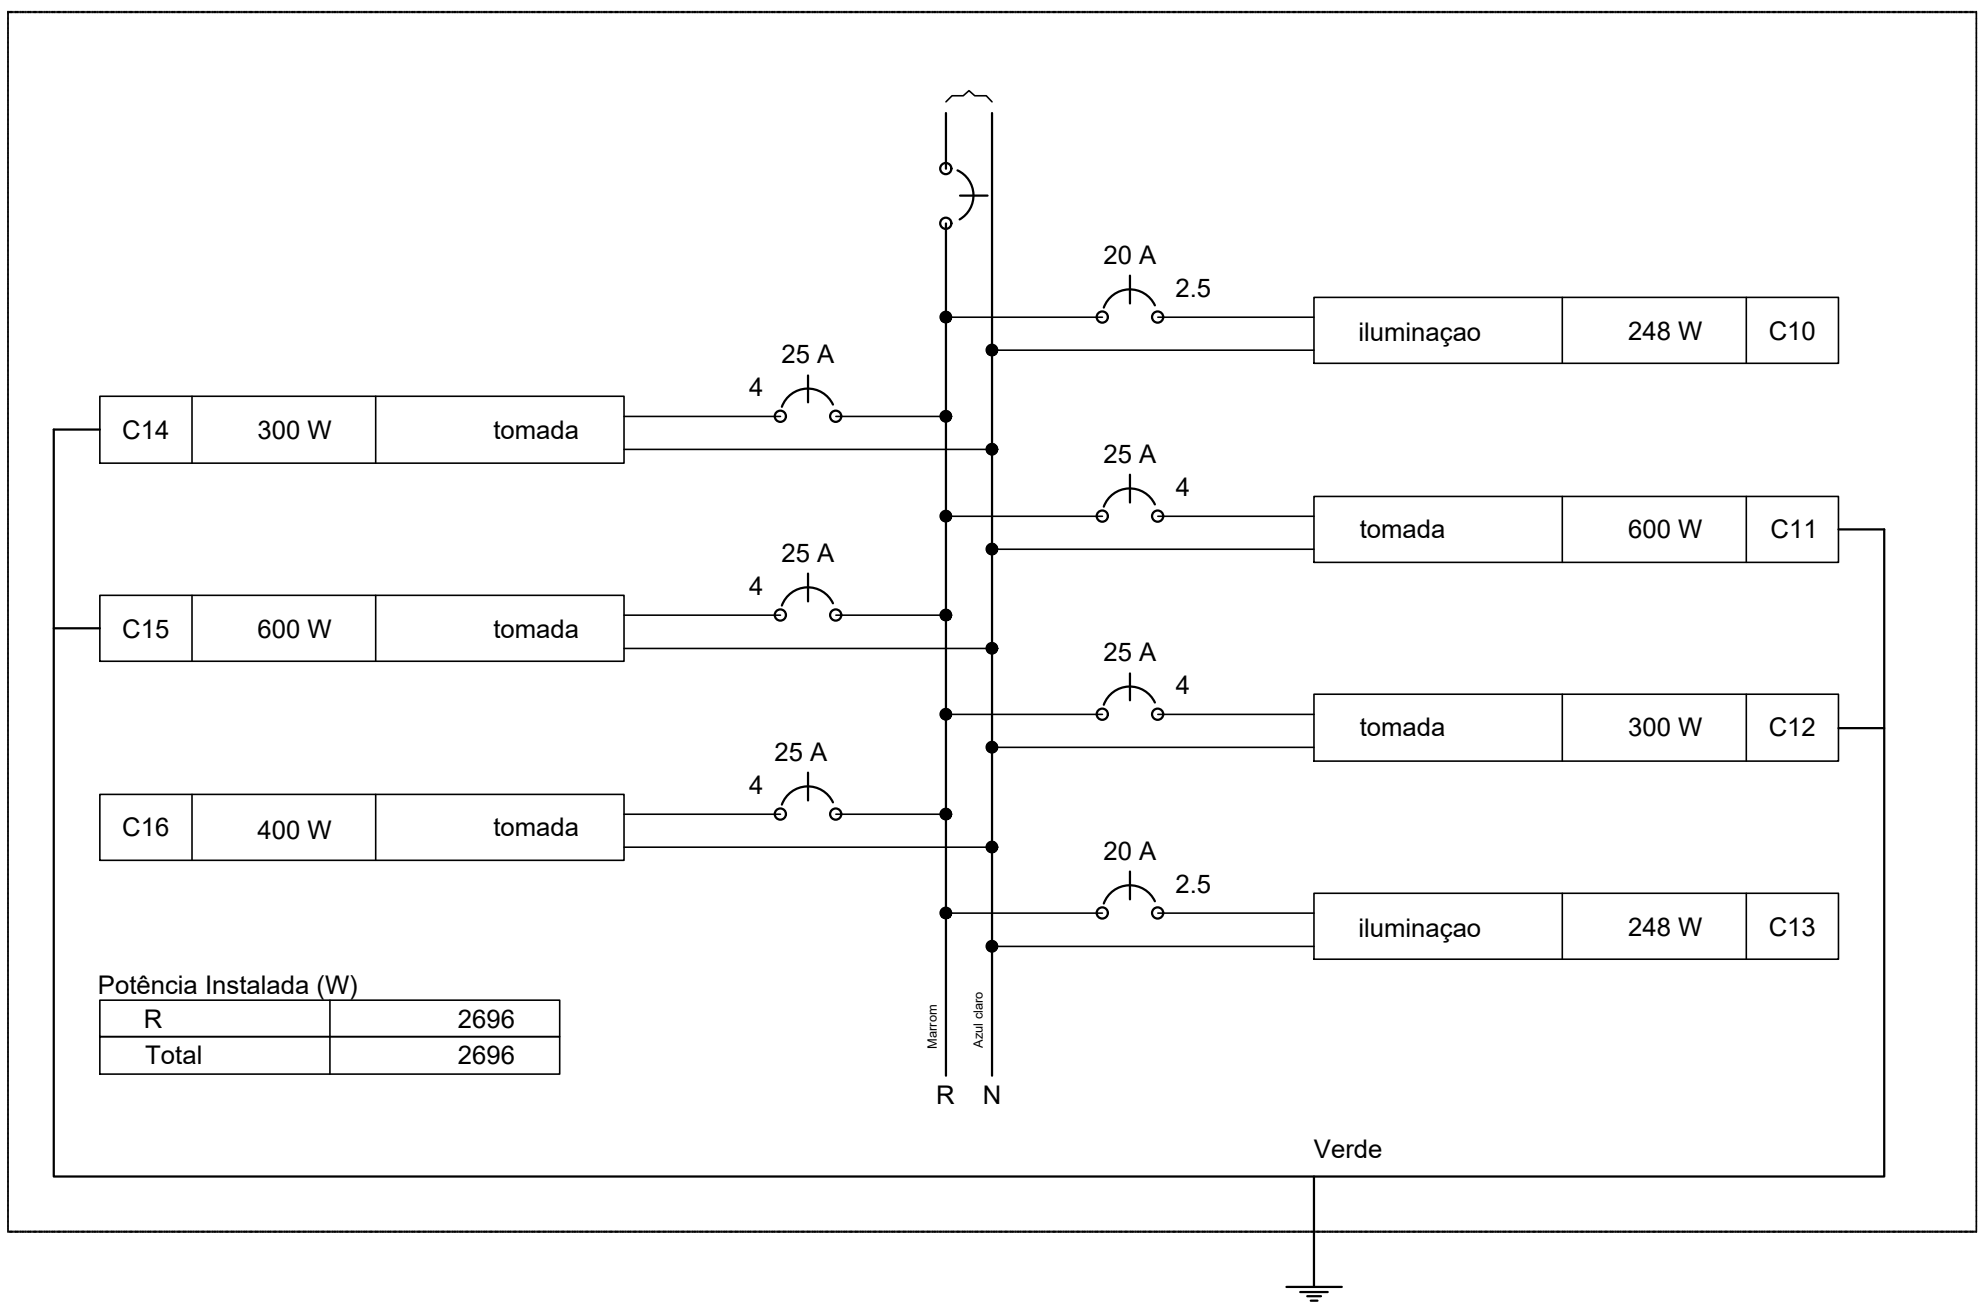 20 A
2.5
iluminaçao 248 W C10
25 A
4
C14 300 W tomada
25 A
4
tomada 600 W C11
25 A
4
C15 600 W tomada
25 A
4
tomada 300 W C12
25 A
4
C16 400 W tomada
20 A
2.5
iluminaçao 248 W C13
Potência Instalada (W)
R 2696
Total 2696
Marrom
Azul claro
R N
Verde